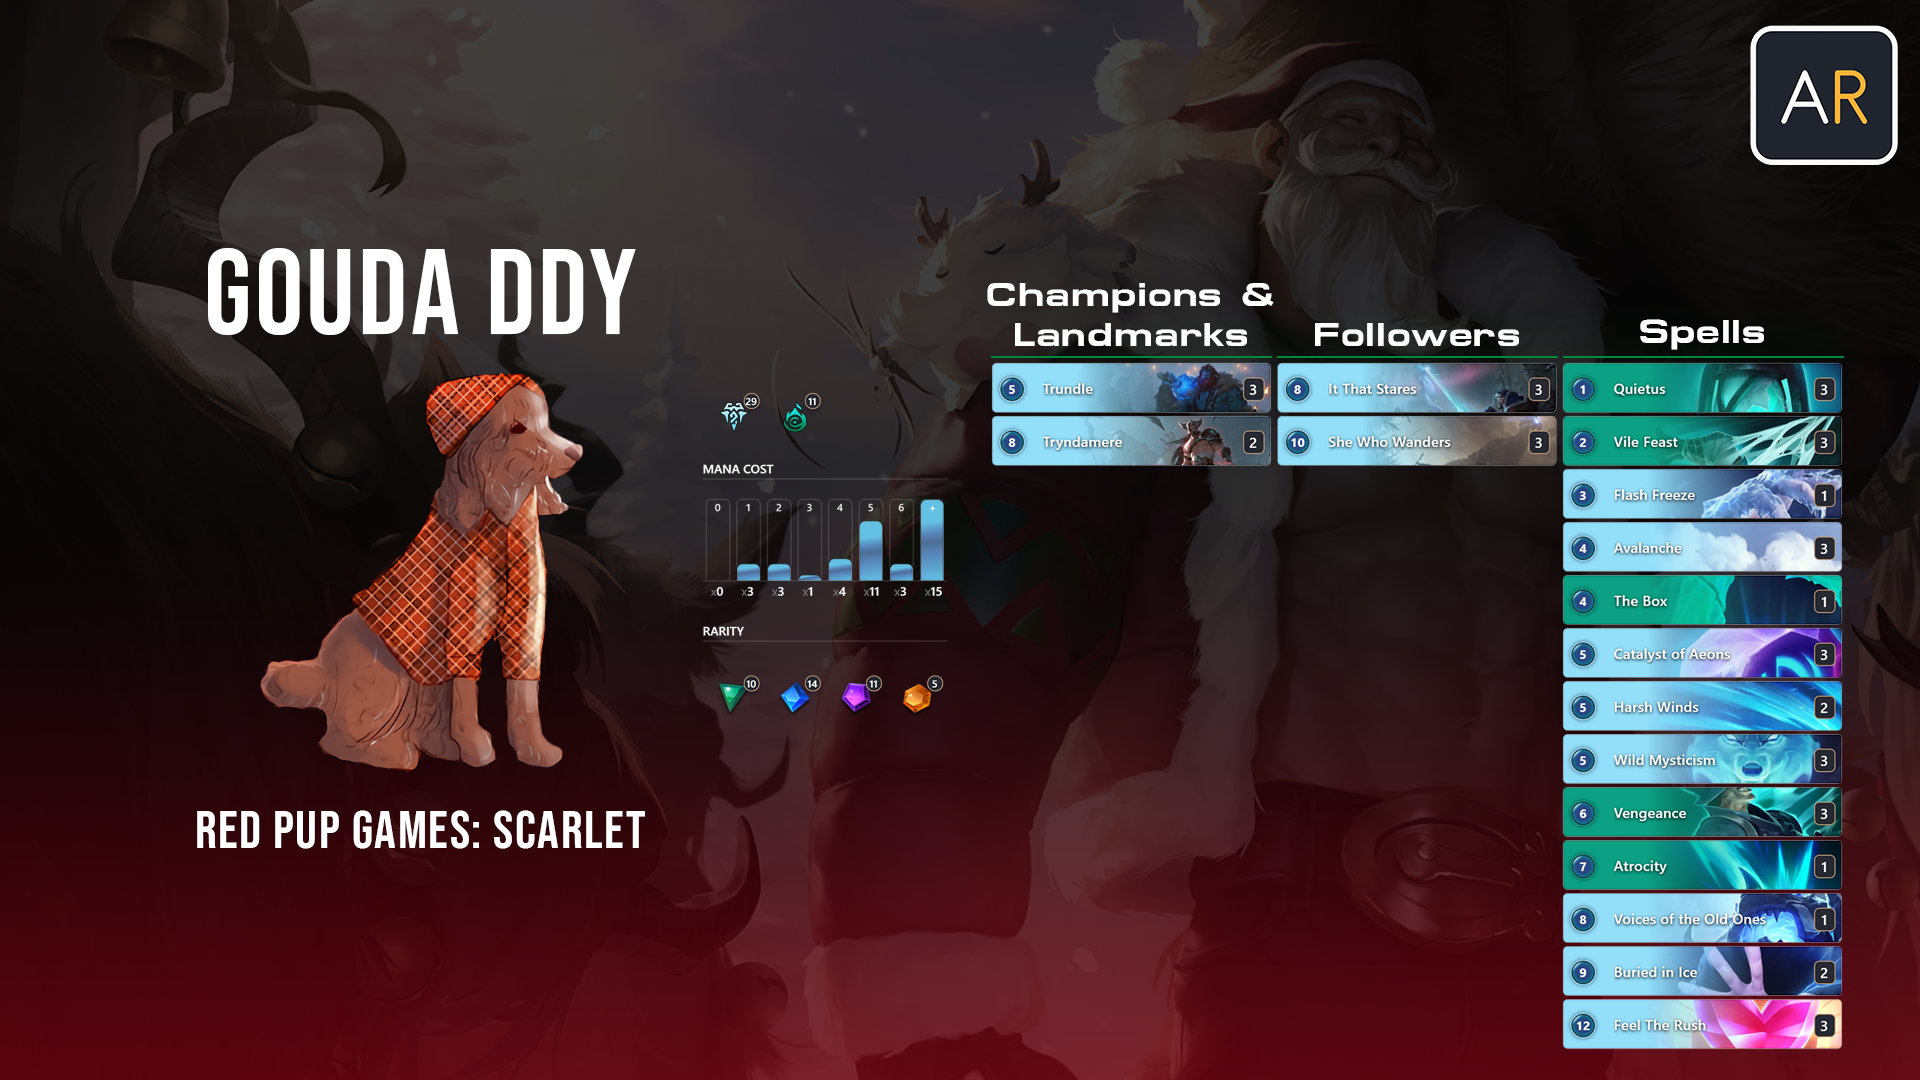 AR
GOUDA DDY
RED PUP GAMES: SCARLET
29 11
MANA COST
0 1 2 3 4 5 6 +
x0 x3 x3 x1 x4 x11 x3 x15
RARITY
10 14 11 5
Champions &
Landmarks
5 Trundle 3
8 Tryndamere 2
Followers
8 It That Stares 3
10 She Who Wanders 3
Spells
1 Quietus 3
2 Vile Feast 3
3 Flash Freeze 1
4 Avalanche 3
4 The Box 1
5 Catalyst of Aeons 3
5 Harsh Winds 2
5 Wild Mysticism 3
6 Vengeance 3
7 Atrocity 1
8 Voices of the Old Ones 1
9 Buried in Ice 2
12 Feel The Rush 3